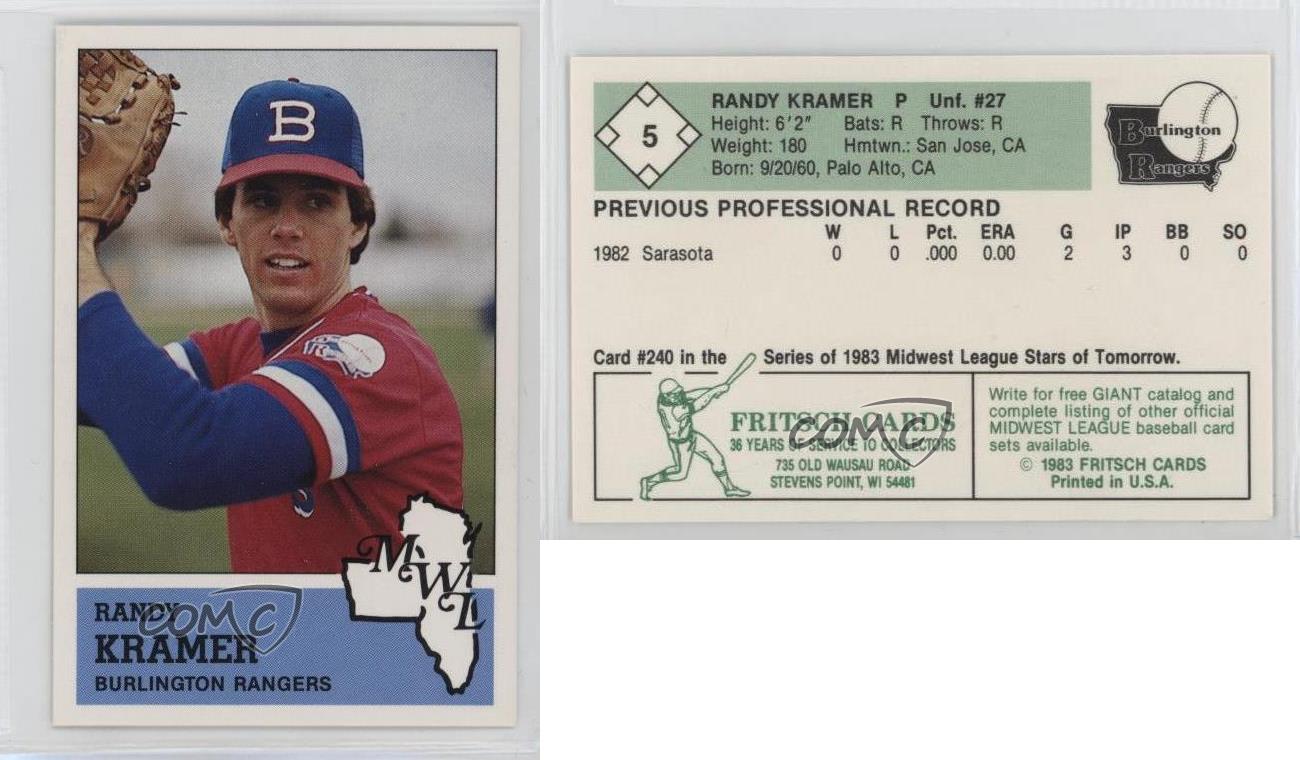 B
MWL
RANDY
KRAMER
BURLINGTON RANGERS
COMC
5
RANDY KRAMER P Unf. #27
Height: 6'2" Bats: R Throws: R
Weight: 180 Hmtwn.: San Jose, CA
Born: 9/20/60, Palo Alto, CA
Burlington
Rangers
PREVIOUS PROFESSIONAL RECORD
W L Pct. ERA G IP BB SO
1982 Sarasota 0 0 .000 0.00 2 3 0 0
Card #240 in the Series of 1983 Midwest League Stars of Tomorrow.
FRITSCH CARDS
36 YEARS OF SERVICE TO COLLECTORS
735 OLD WAUSAU ROAD
STEVENS POINT, WI 54481
COMC
Write for free GIANT catalog and
complete listing of other official
MIDWEST LEAGUE baseball card
sets available.
© 1983 FRITSCH CARDS
Printed in U.S.A.